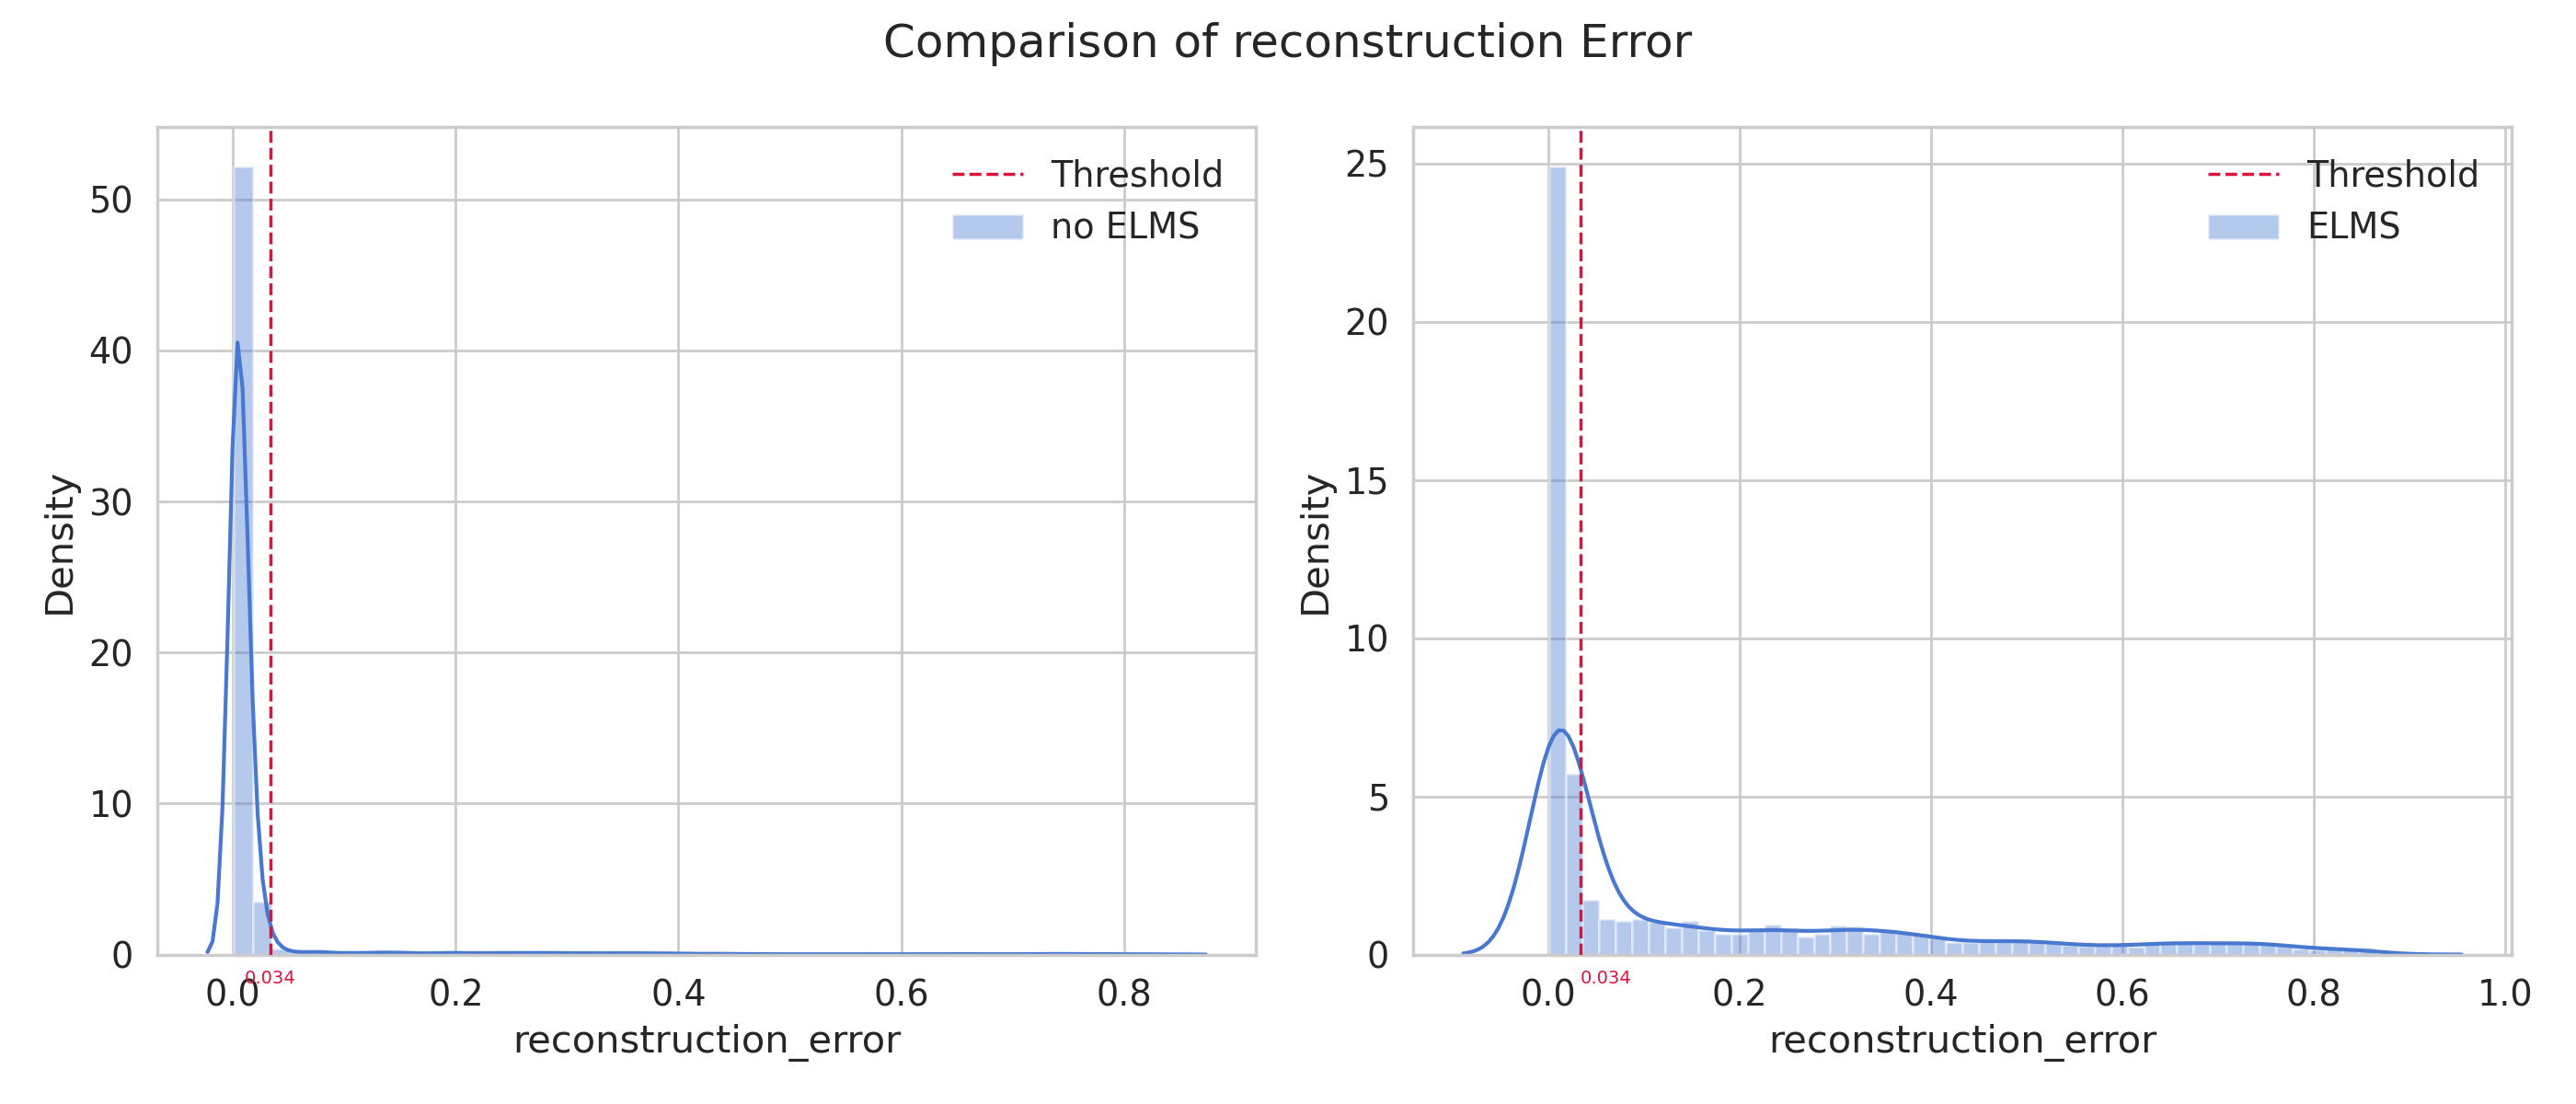 Comparison of reconstruction Error
Threshold
no ELMS
50
40
30
20
10
0
Density
0.034
0.0 0.2 0.4 0.6 0.8
reconstruction_error
Threshold
ELMS
25
20
15
10
5
0
Density
0.034
0.0 0.2 0.4 0.6 0.8 1.0
reconstruction_error